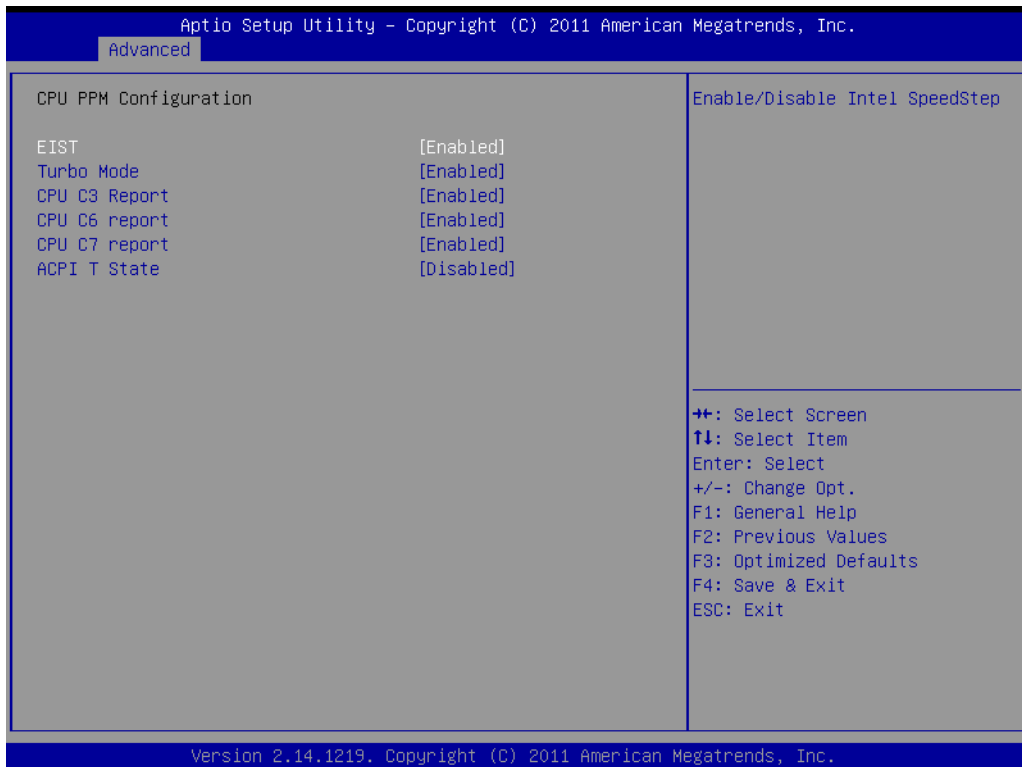 Aptio Setup Utility – Copyright (C) 2011 American Megatrends, Inc.
Advanced
CPU PPM Configuration
EIST [Enabled]
Turbo Mode [Enabled]
CPU C3 Report [Enabled]
CPU C6 report [Enabled]
CPU C7 report [Enabled]
ACPI T State [Disabled]
Enable/Disable Intel SpeedStep
→←: Select Screen
↑↓: Select Item
Enter: Select
+/-: Change Opt.
F1: General Help
F2: Previous Values
F3: Optimized Defaults
F4: Save & Exit
ESC: Exit
Version 2.14.1219. Copyright (C) 2011 American Megatrends, Inc.